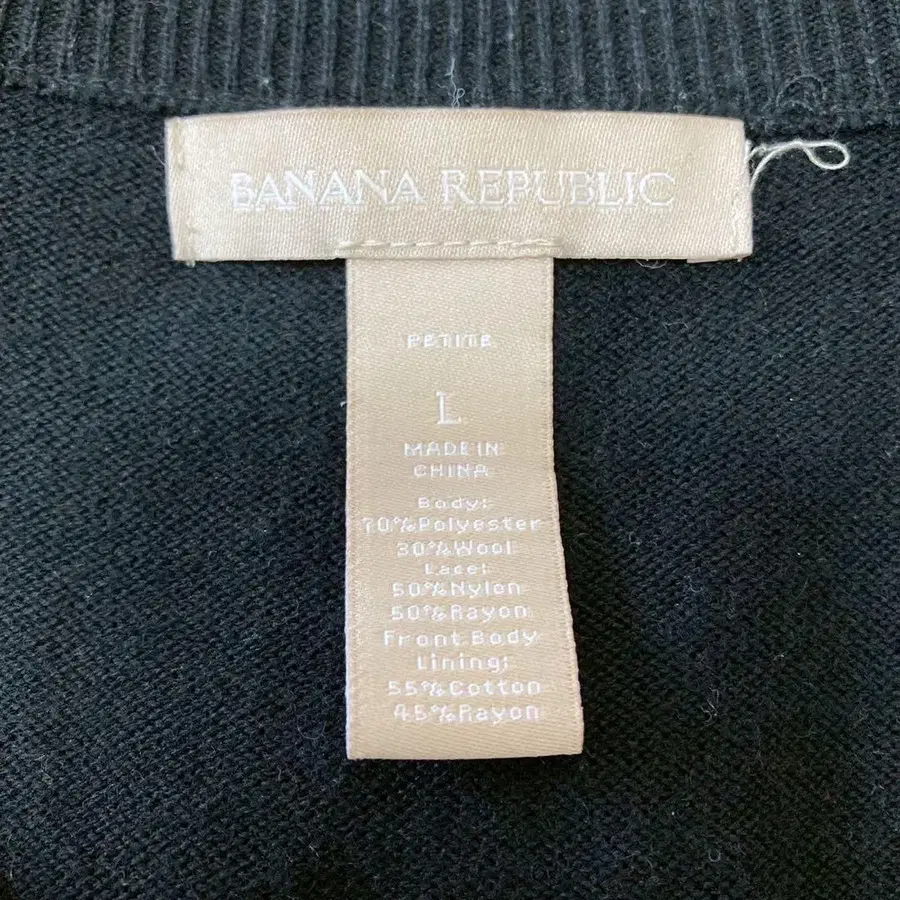 BANANA REPUBLIC
PETITE
L
MADE IN
CHINA
Body:
70%Polyester
30%Wool
Lace:
50%Nylon
50%Rayon
Front Body
Lining:
55%Cotton
45%Rayon